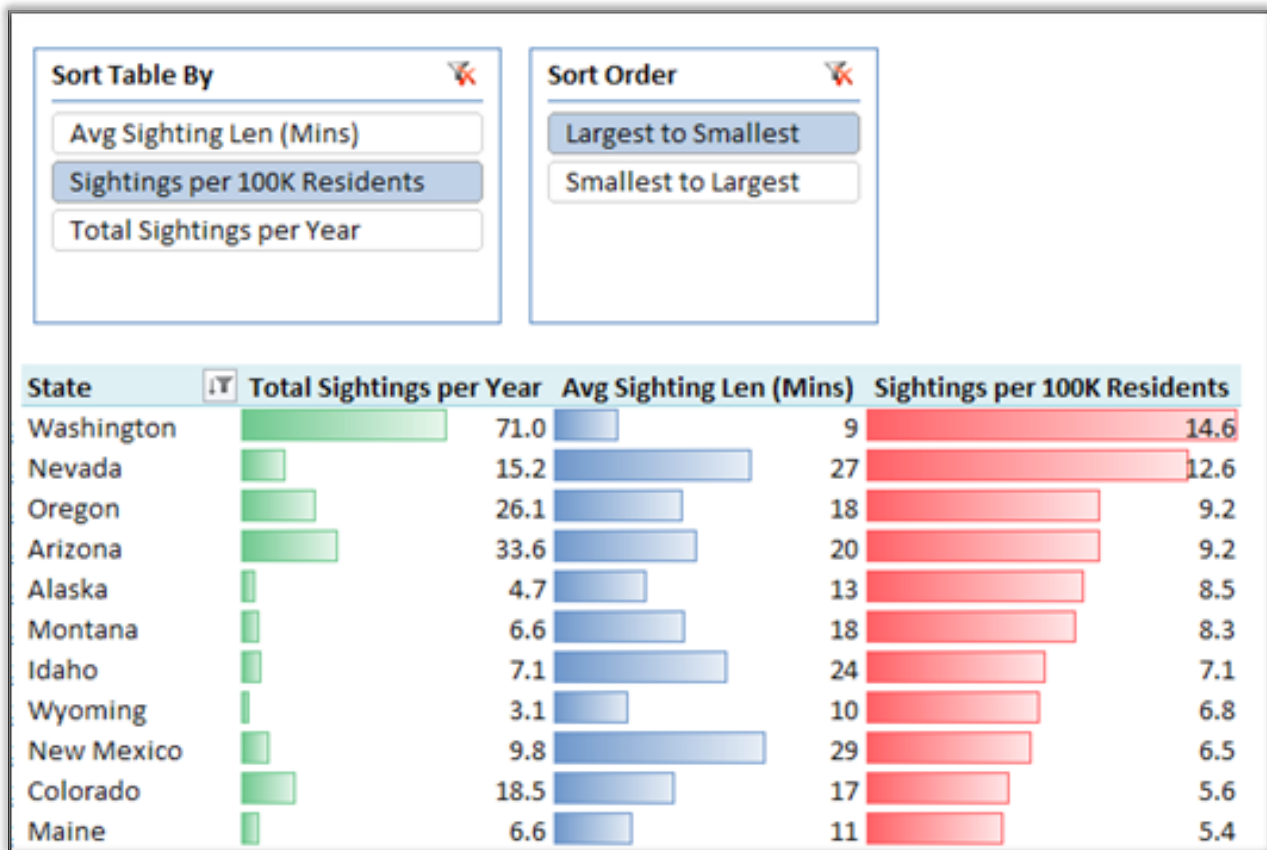 Sort Table By
Avg Sighting Len (Mins)
Sightings per 100K Residents
Total Sightings per Year
Sort Order
Largest to Smallest
Smallest to Largest
State Total Sightings per Year Avg Sighting Len (Mins) Sightings per 100K Residents
Washington 71.0 9 14.6
Nevada 15.2 27 12.6
Oregon 26.1 18 9.2
Arizona 33.6 20 9.2
Alaska 4.7 13 8.5
Montana 6.6 18 8.3
Idaho 7.1 24 7.1
Wyoming 3.1 10 6.8
New Mexico 9.8 29 6.5
Colorado 18.5 17 5.6
Maine 6.6 11 5.4